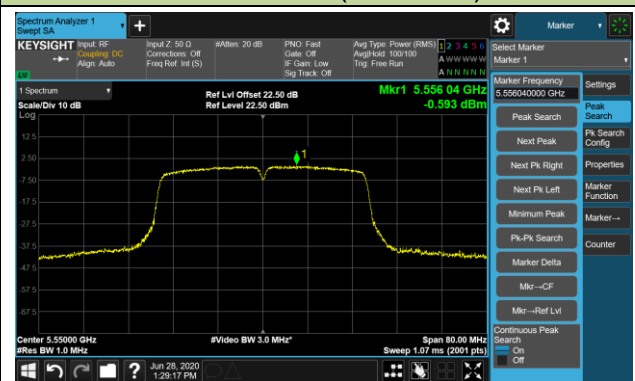 Spectrum Analyzer 1
Swept SA
Marker
KEYSIGHT
Input: RF
Coupling: DC
Align: Auto
Input Z: 50 Ω
Corrections: Off
Freq Ref: Int (S)
#Atten: 20 dB
PNO: Fast
Gate: Off
IF Gain: Low
Sig Track: Off
Avg Type: Power (RMS)
Avg|Hold: 100/100
Trig: Free Run
1 2 3 4 5 6
A W W W W W
A N N N N N
Select Marker
Marker 1
1 Spectrum
Scale/Div 10 dB
Log
Ref Lvl Offset 22.50 dB
Ref Level 22.50 dBm
Mkr1 5.556 04 GHz
-0.593 dBm
1
12.5
2.50
-7.50
-17.5
-27.5
-37.5
-47.5
-57.5
-67.5
Center 5.55000 GHz
#Res BW 1.0 MHz
#Video BW 3.0 MHz*
Span 80.00 MHz
Sweep 1.07 ms (2001 pts)
Marker Frequency
5.556040000 GHz
Peak Search
Next Peak
Next Pk Right
Next Pk Left
Minimum Peak
Pk-Pk Search
Marker Delta
Mkr→CF
Mkr→Ref Lvl
Continuous Peak
Search
On
Off
Settings
Peak
Search
Pk Search
Config
Properties
Marker
Function
Marker→
Counter
Jun 28, 2020
1:29:17 PM